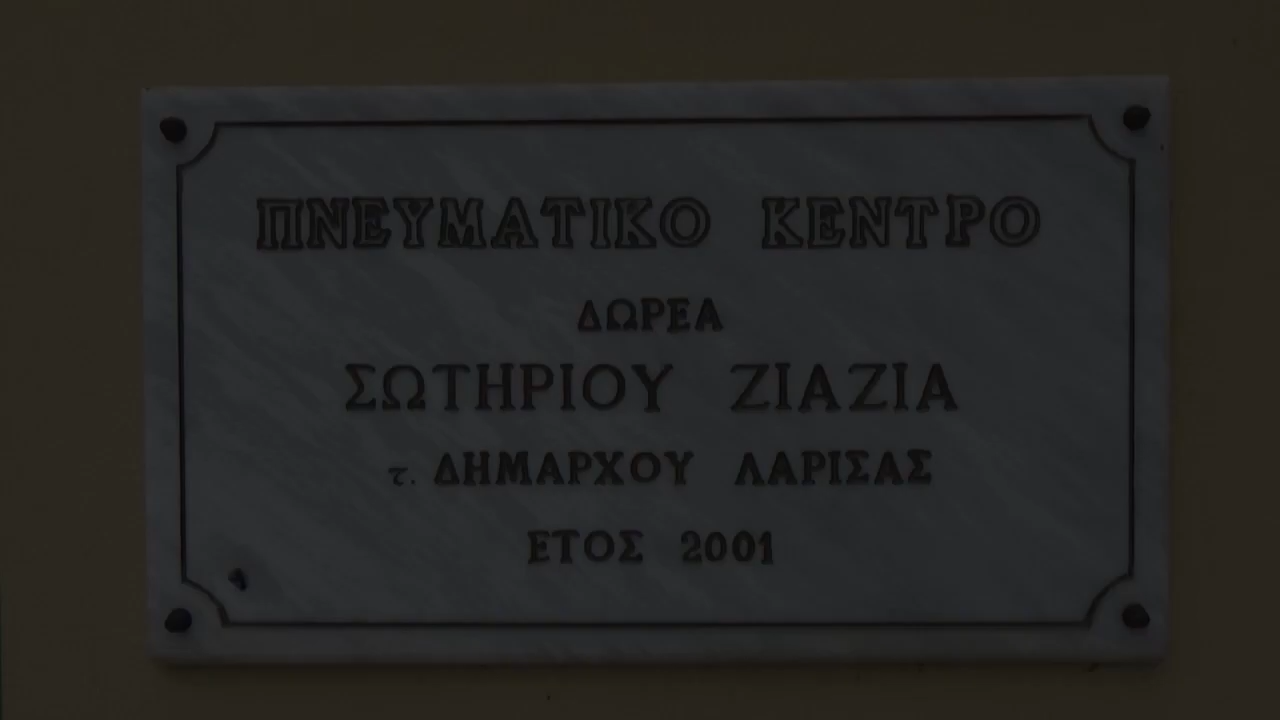 ΠΝΕΥΜΑΤΙΚΟ ΚΕΝΤΡΟ
ΔΩΡΕΑ
ΣΩΤΗΡΙΟΥ ΖΙΑΖΙΑ
τ. ΔΗΜΑΡΧΟΥ ΛΑΡΙΣΑΣ
ΕΤΟΣ 2001